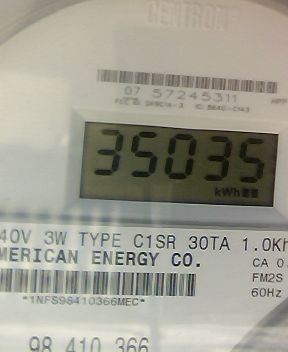 CENTRON®
07 57245311
35035
kWh
40V 3W TYPE C1SR 30TA 1.0Kh
MERICAN ENERGY CO.
CA 0.
FM2S
*1NFS98410366MEC*
60Hz
98 410 366